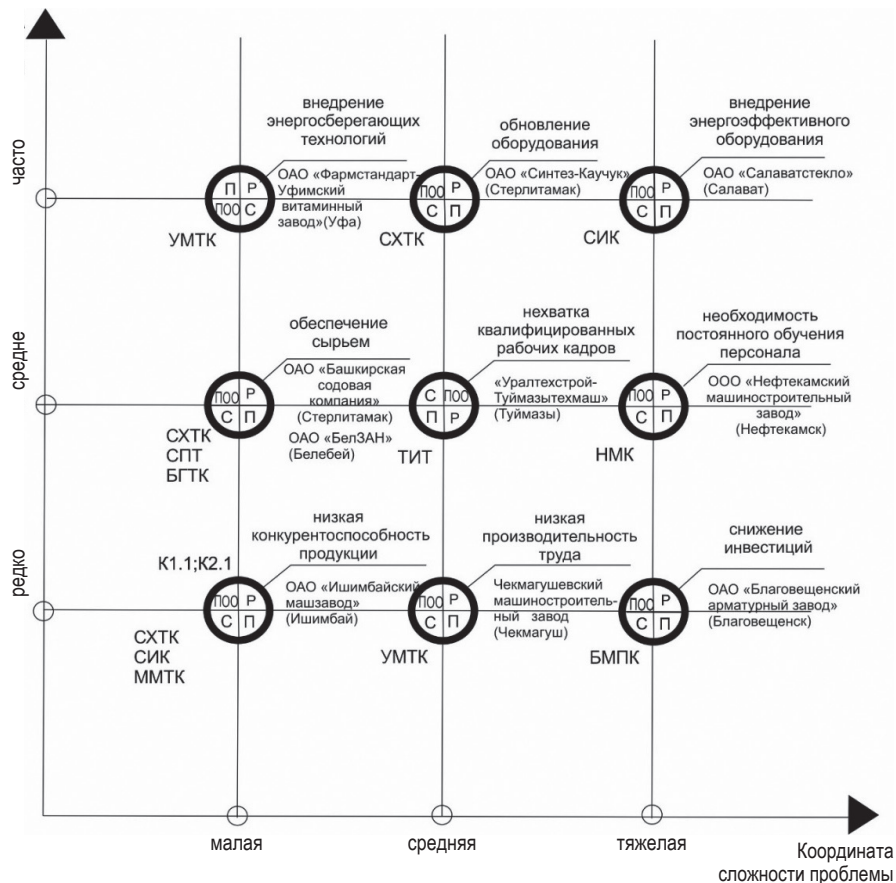 часто
внедрение
энергосберегающих
технологий
П Р
ПОО С
ОАО «Фармстандарт-
Уфимский
витаминный
завод»(Уфа)
УМТК
обновление
оборудования
ПОО Р
С П
ОАО «Синтез-Каучук»
(Стерлитамак)
СХТК
внедрение
энергоэффективного
оборудования
ПОО Р
С П
ОАО «Салаватстекло»
(Салават)
СИК
средне
обеспечение
сырьем
ПОО Р
С П
ОАО «Башкирская
содовая
компания»
(Стерлитамак)
ОАО «БелЗАН»
(Белебей)
СХТК
СПТ
БГТК
нехватка
квалифицированных
рабочих кадров
С ПОО
П Р
«Уралтехстрой-
Туймазытехмаш»
(Туймазы)
ТИТ
необходимость
постоянного обучения
персонала
ПОО Р
С П
ООО «Нефтекамский
машиностроительный
завод»
(Нефтекамск)
НМК
редко
низкая
конкурентоспособность
продукции
К1.1;К2.1
ПОО Р
С П
ОАО «Ишимбайский
машзавод»
(Ишимбай)
СХТК
СИК
ММТК
низкая
производительность
труда
ПОО Р
С П
Чекмагушевский
машиностроитель-
ный завод
(Чекмагуш)
УМТК
снижение
инвестиций
ПОО Р
С П
ОАО «Благовещенский
арматурный завод»
(Благовещенск)
БМПК
малая
средняя
тяжелая
Координата
сложности проблемы